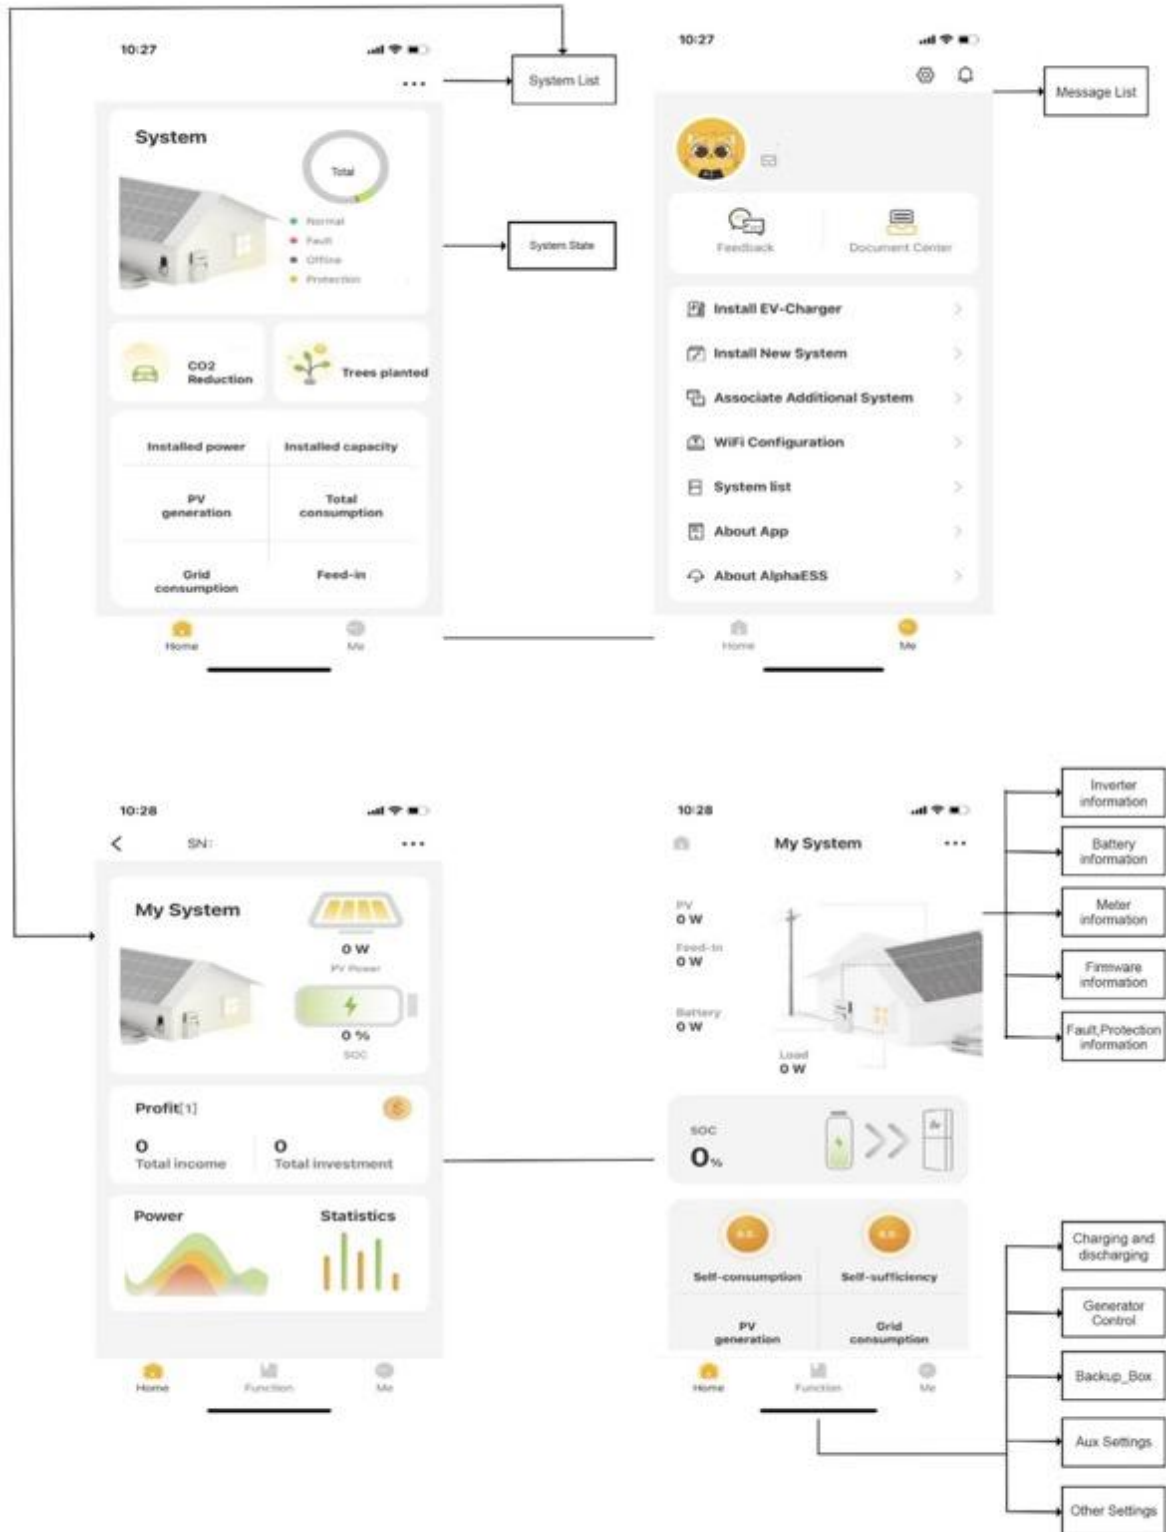 10:27
System List
System
Total
Normal
Fault
Offline
Protection
System State
CO2
Reduction
Trees planted
Installed power
Installed capacity
PV
generation
Total
consumption
Grid
consumption
Feed-in
Home
Me
10:27
Message List
Feedback
Document Center
Install EV-Charger
Install New System
Associate Additional System
WiFi Configuration
System list
About App
About AlphaESS
Home
Me
10:28
SN:
My System
0 W
PV Power
0 %
SOC
Profit[1]
0
Total income
0
Total investment
Power
Statistics
Home
Function
Me
10:28
My System
PV
0 W
Feed-in
0 W
Battery
0 W
Load
0 W
Inverter
information
Battery
information
Meter
information
Firmware
information
Fault,Protection
information
SOC
0%
Self-consumption
Self-sufficiency
PV
generation
Grid
consumption
Home
Function
Me
Charging and
discharging
Generator
Control
Backup_Box
Aux Settings
Other Settings